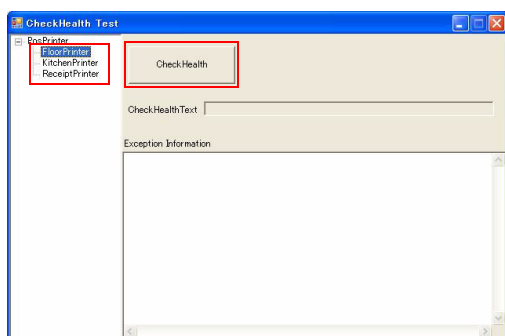 CheckHealth Test
PosPrinter
FloorPrinter
KitchenPrinter
ReceiptPrinter
CheckHealth
CheckHealthText
Exception Information